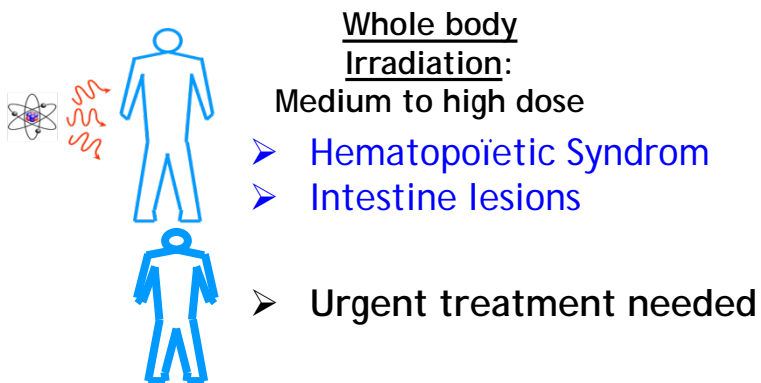 Whole body
Irradiation:
Medium to high dose
➢ Hematopoïetic Syndrom
➢ Intestine lesions
➢ Urgent treatment needed